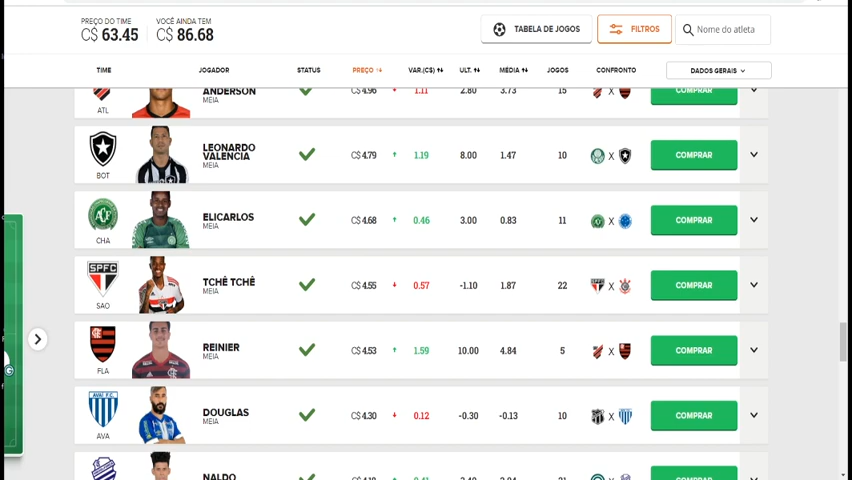 PREÇO DO TIME
C$ 63.45
VOCÊ AINDA TEM
C$ 86.68
TABELA DE JOGOS
FILTROS
Nome do atleta
TIME JOGADOR STATUS PREÇO VAR.(C$) ULT. MÉDIA JOGOS CONFRONTO DADOS GERAIS
ANDERSON
MEIA
ATL
C$ 4.96 1.11 2.80 3.73 15 X COMPRAR
LEONARDO
VALENCIA
MEIA
BOT
C$ 4.79 1.19 8.00 1.47 10 X COMPRAR
ELICARLOS
MEIA
CHA
C$ 4.68 0.46 3.00 0.83 11 X COMPRAR
SPFC
TCHÊ TCHÊ
MEIA
SAO
C$ 4.55 0.57 -1.10 1.87 22 X COMPRAR
REINIER
MEIA
FLA
C$ 4.53 1.59 10.00 4.84 5 X COMPRAR
AVAÍ F.C.
DOUGLAS
MEIA
AVA
C$ 4.30 0.12 -0.30 -0.13 10 X COMPRAR
NALDO